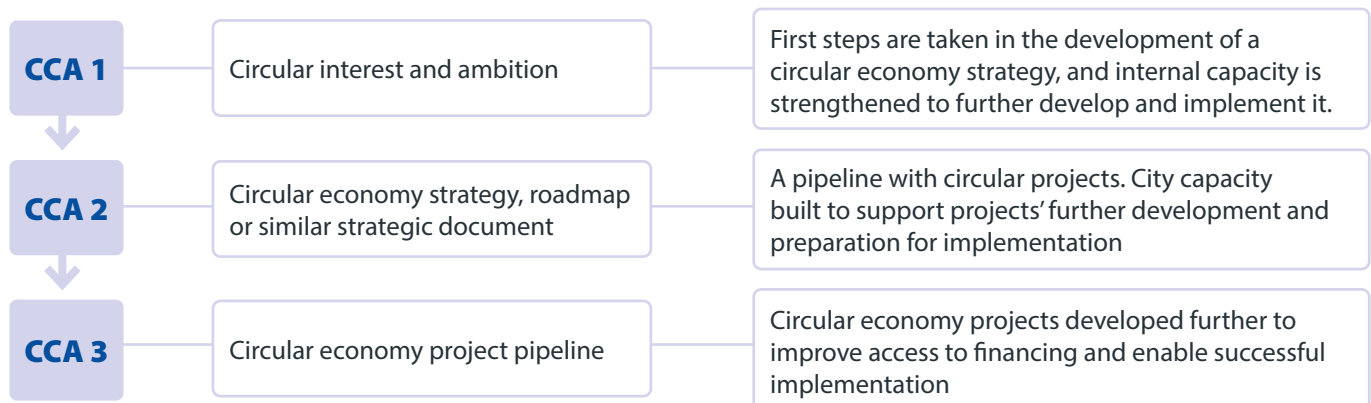 CCA 1
Circular interest and ambition
First steps are taken in the development of a
circular economy strategy, and internal capacity is
strengthened to further develop and implement it.
CCA 2
Circular economy strategy, roadmap
or similar strategic document
A pipeline with circular projects. City capacity
built to support projects’ further development and
preparation for implementation
CCA 3
Circular economy project pipeline
Circular economy projects developed further to
improve access to financing and enable successful
implementation